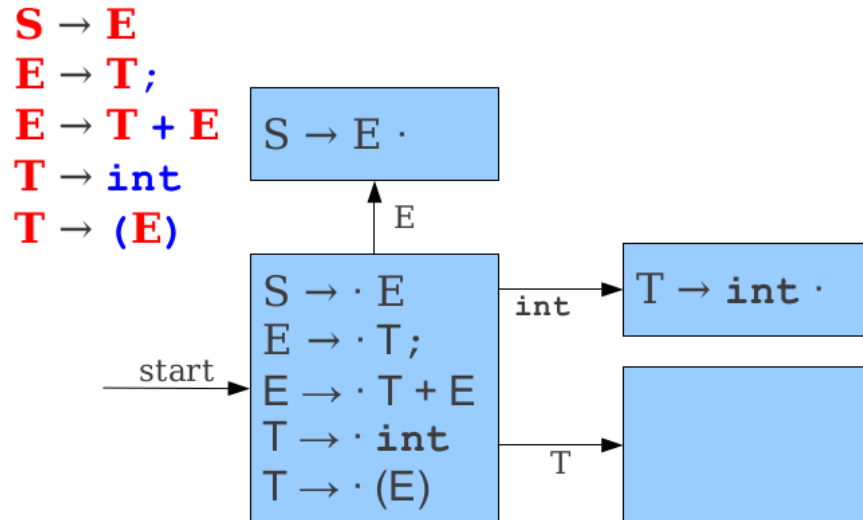 S → E
E → T;
E → T + E
T → int
T → (E)
S → E ·
E
S → · E
E → · T;
E → · T + E
T → · int
T → · (E)
start
int
T → int ·
T